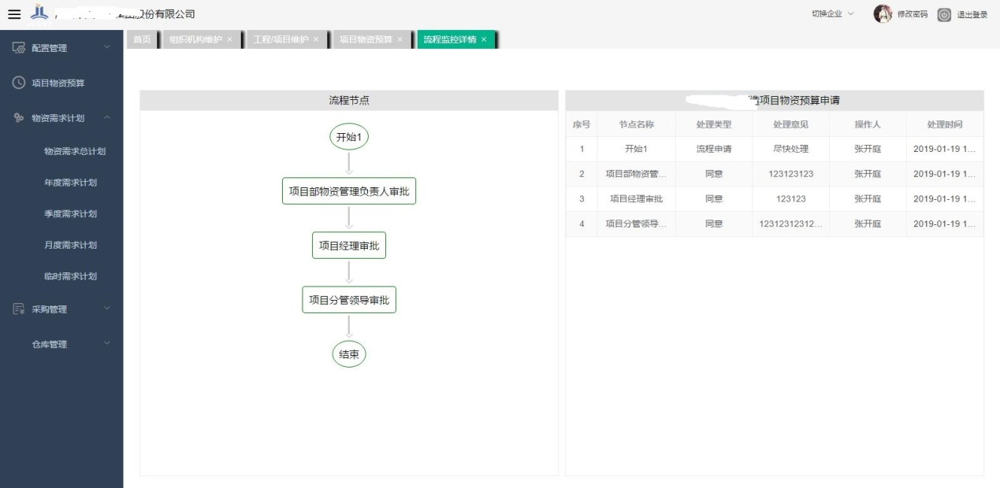 股份有限公司
切换企业 修改密码 退出登录
首页 组织机构维护 × 工程/项目维护 × 项目物资预算 × 流程监控详情 ×
配置管理
项目物资预算
物资需求计划
物资需求总计划
年度需求计划
季度需求计划
月度需求计划
临时需求计划
采购管理
仓库管理
流程节点
开始1
项目部物资管理负责人审批
项目经理审批
项目分管领导审批
结束
造项目物资预算申请
序号 节点名称 处理类型 处理意见 操作人 处理时间
1 开始1 流程申请 尽快处理 张开庭 2019-01-19 1...
2 项目部物资管... 同意 123123123 张开庭 2019-01-19 1...
3 项目经理审批 同意 123123 张开庭 2019-01-19 1...
4 项目分管领导... 同意 12312312312... 张开庭 2019-01-19 1...